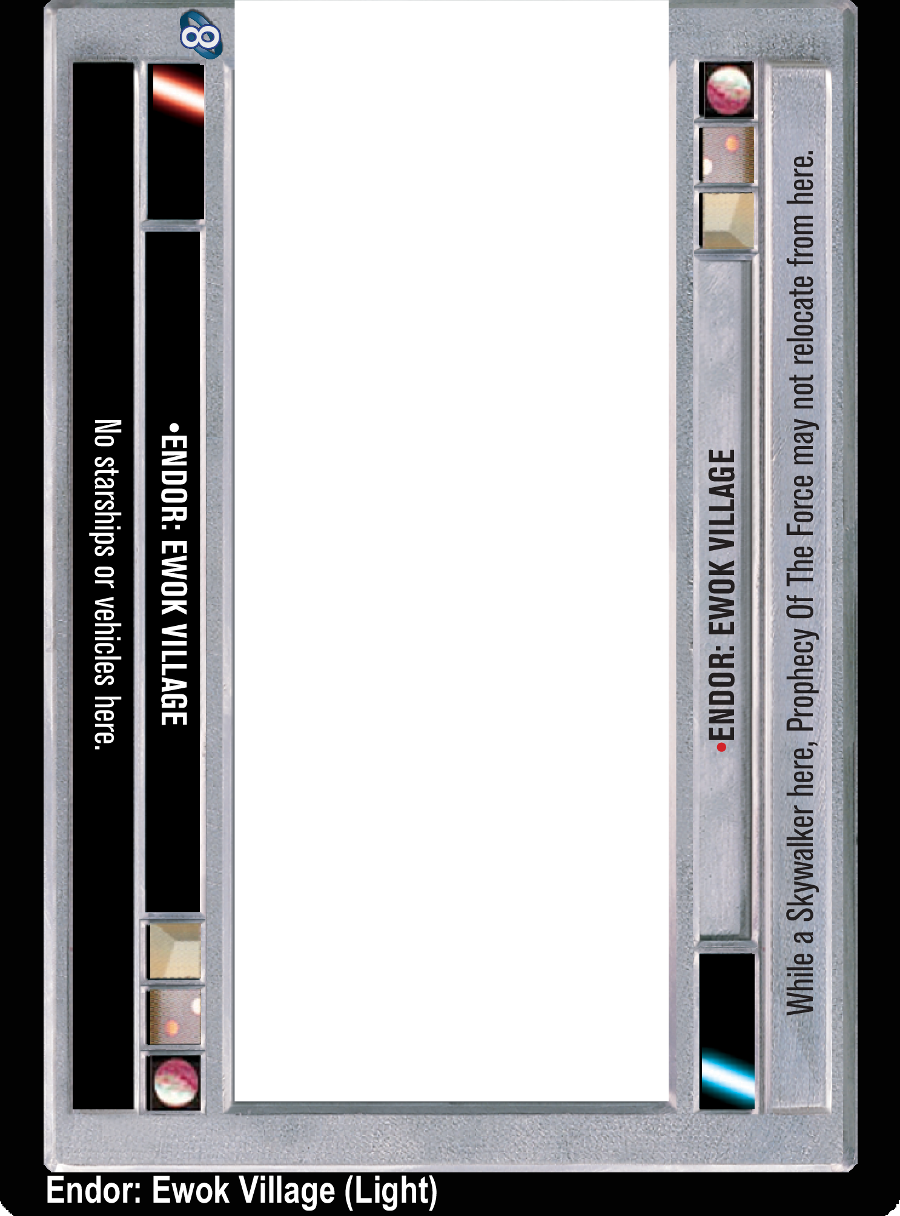 8
No starships or vehicles here.
•ENDOR: EWOK VILLAGE
•ENDOR: EWOK VILLAGE
While a Skywalker here, Prophecy Of The Force may not relocate from here.
Endor: Ewok Village (Light)